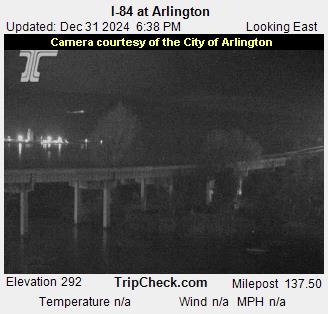 I-84 at Arlington
Updated: Dec 31 2024 6:38 PM Looking East
Camera courtesy of the City of Arlington
Elevation 292 TripCheck.com Milepost 137.50
Temperature n/a Wind n/a MPH n/a